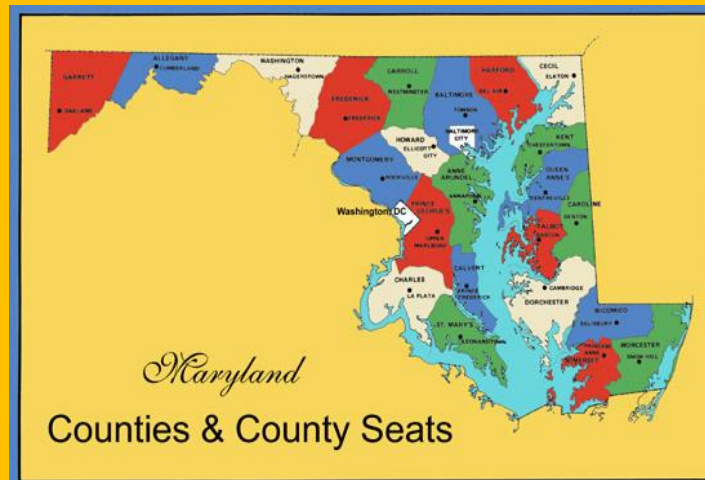 GARRETT
OAKLAND
ALLEGANY
CUMBERLAND
WASHINGTON
HAGERSTOWN
FREDERICK
FREDERICK
CARROLL
WESTMINSTER
BALTIMORE
TOWSON
BALTIMORE
CITY
HARFORD
BEL AIR
CECIL
ELKTON
HOWARD
ELLICOTT
CITY
MONTGOMERY
ROCKVILLE
ANNE
ARUNDEL
ANNAPOLIS
KENT
CHESTERTOWN
QUEEN
ANNE'S
CENTREVILLE
CAROLINE
DENTON
Washington, DC
PRINCE
GEORGE'S
UPPER
MARLBORO
TALBOT
EASTON
CALVERT
PRINCE
FREDERICK
CHARLES
LA PLATA
DORCHESTER
CAMBRIDGE
ST. MARY'S
LEONARDTOWN
WICOMICO
SALISBURY
PRINCESS
ANNE
SOMERSET
WORCESTER
SNOW HILL
Maryland
Counties & County Seats